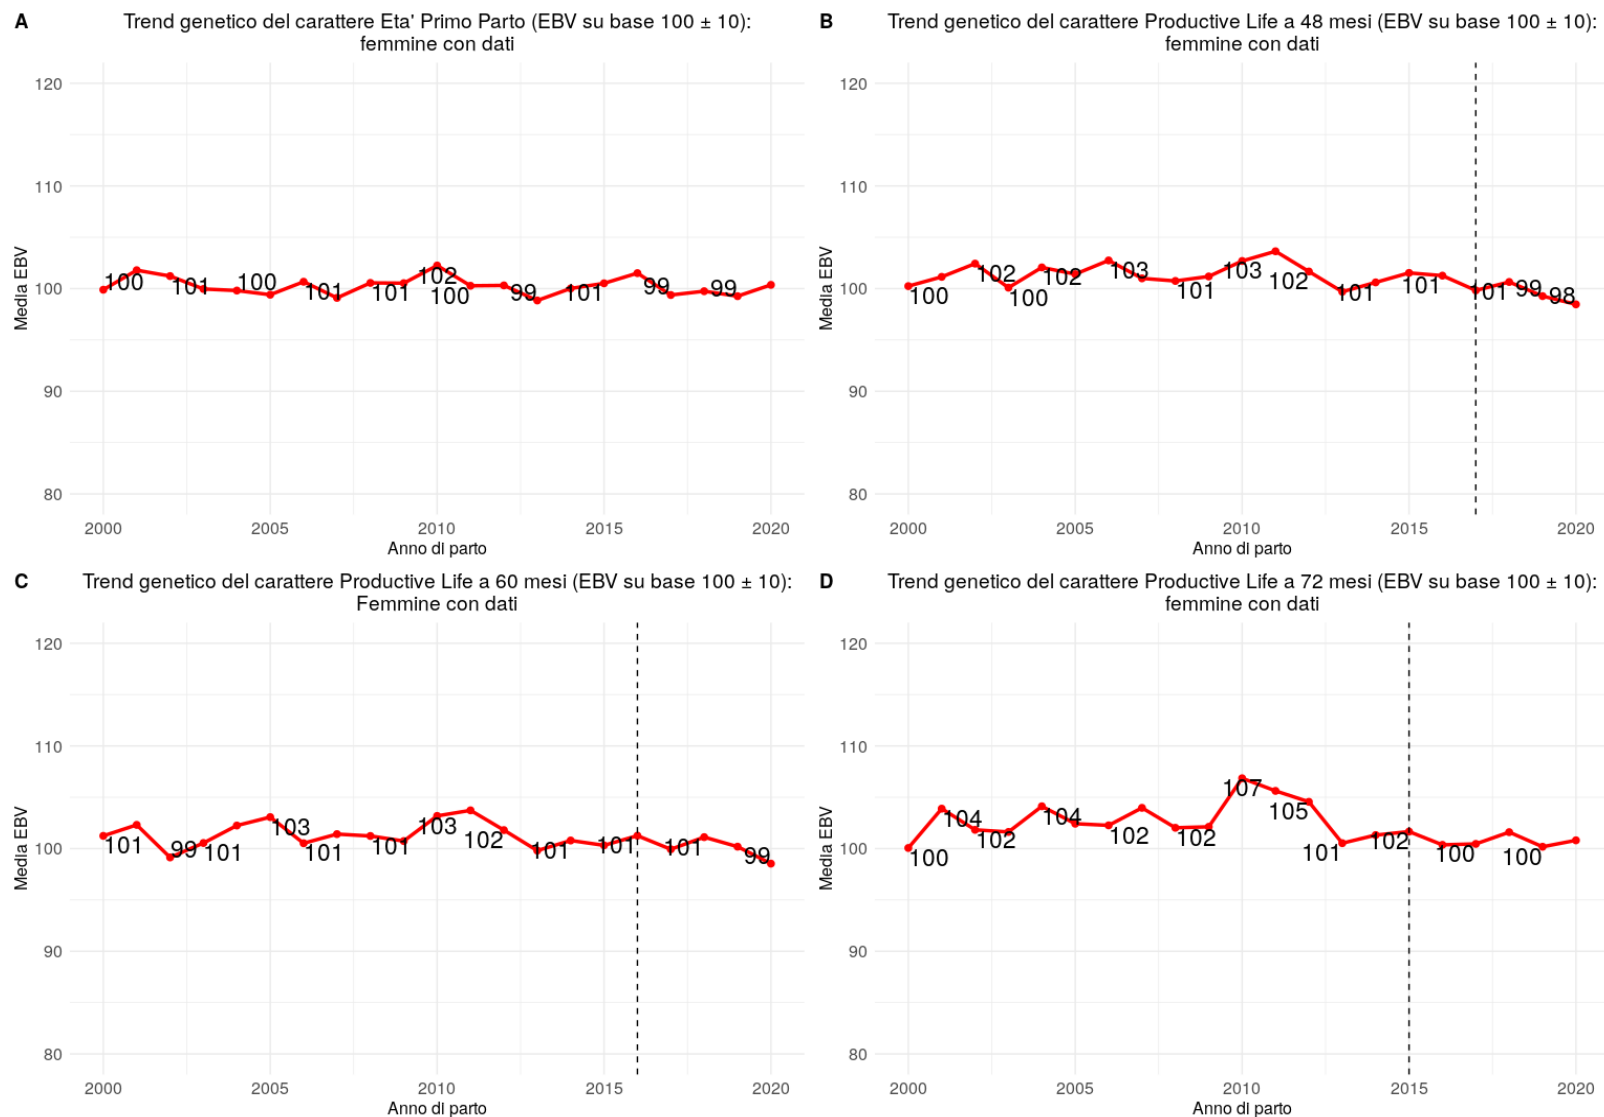 A
Trend genetico del carattere Eta' Primo Parto (EBV su base 100 ± 10):
femmine con dati
Media EBV
120
110
100
90
80
100 101 100 101 101 102 100 99 101 99 99
2000 2005 2010 2015 2020
Anno di parto
B
Trend genetico del carattere Productive Life a 48 mesi (EBV su base 100 ± 10):
femmine con dati
Media EBV
120
110
100
90
80
100 102 100 102 103 101 103 102 101 101 101 99 98
2000 2005 2010 2015 2020
Anno di parto
C
Trend genetico del carattere Productive Life a 60 mesi (EBV su base 100 ± 10):
Femmine con dati
Media EBV
120
110
100
90
80
101 99 101 103 101 101 103 102 101 101 101 99
2000 2005 2010 2015 2020
Anno di parto
D
Trend genetico del carattere Productive Life a 72 mesi (EBV su base 100 ± 10):
femmine con dati
Media EBV
120
110
100
90
80
100 104 102 104 102 102 107 105 101 102 100 100
2000 2005 2010 2015 2020
Anno di parto